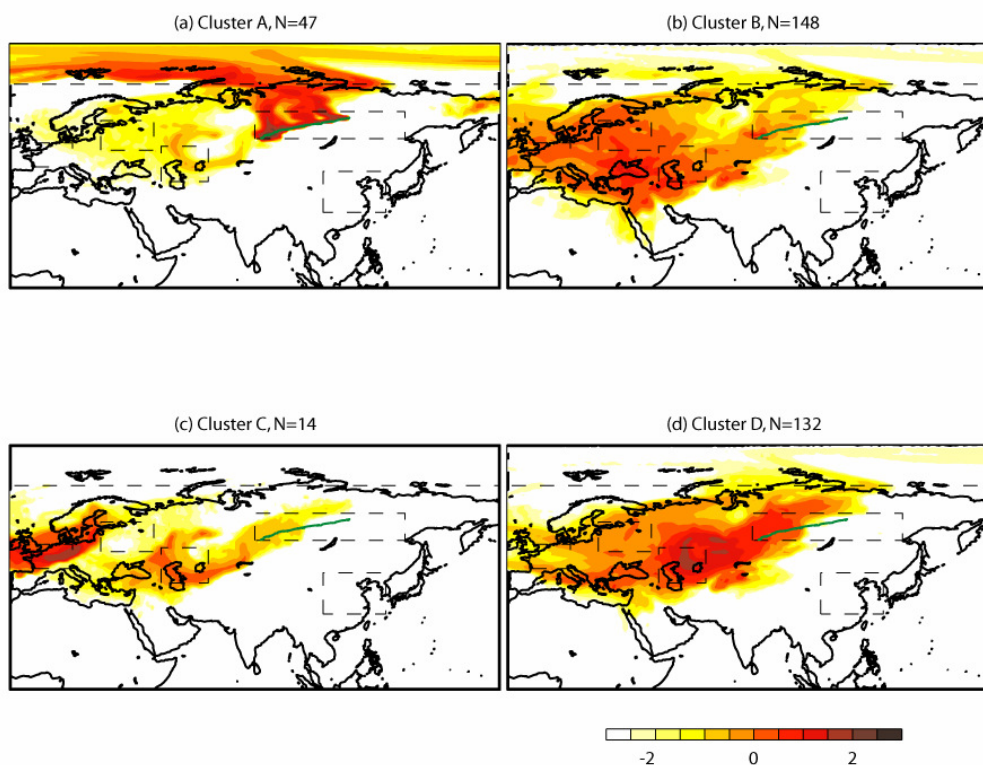 (a) Cluster A, N=47
(b) Cluster B, N=148
(c) Cluster C, N=14
(d) Cluster D, N=132
-2
0
2